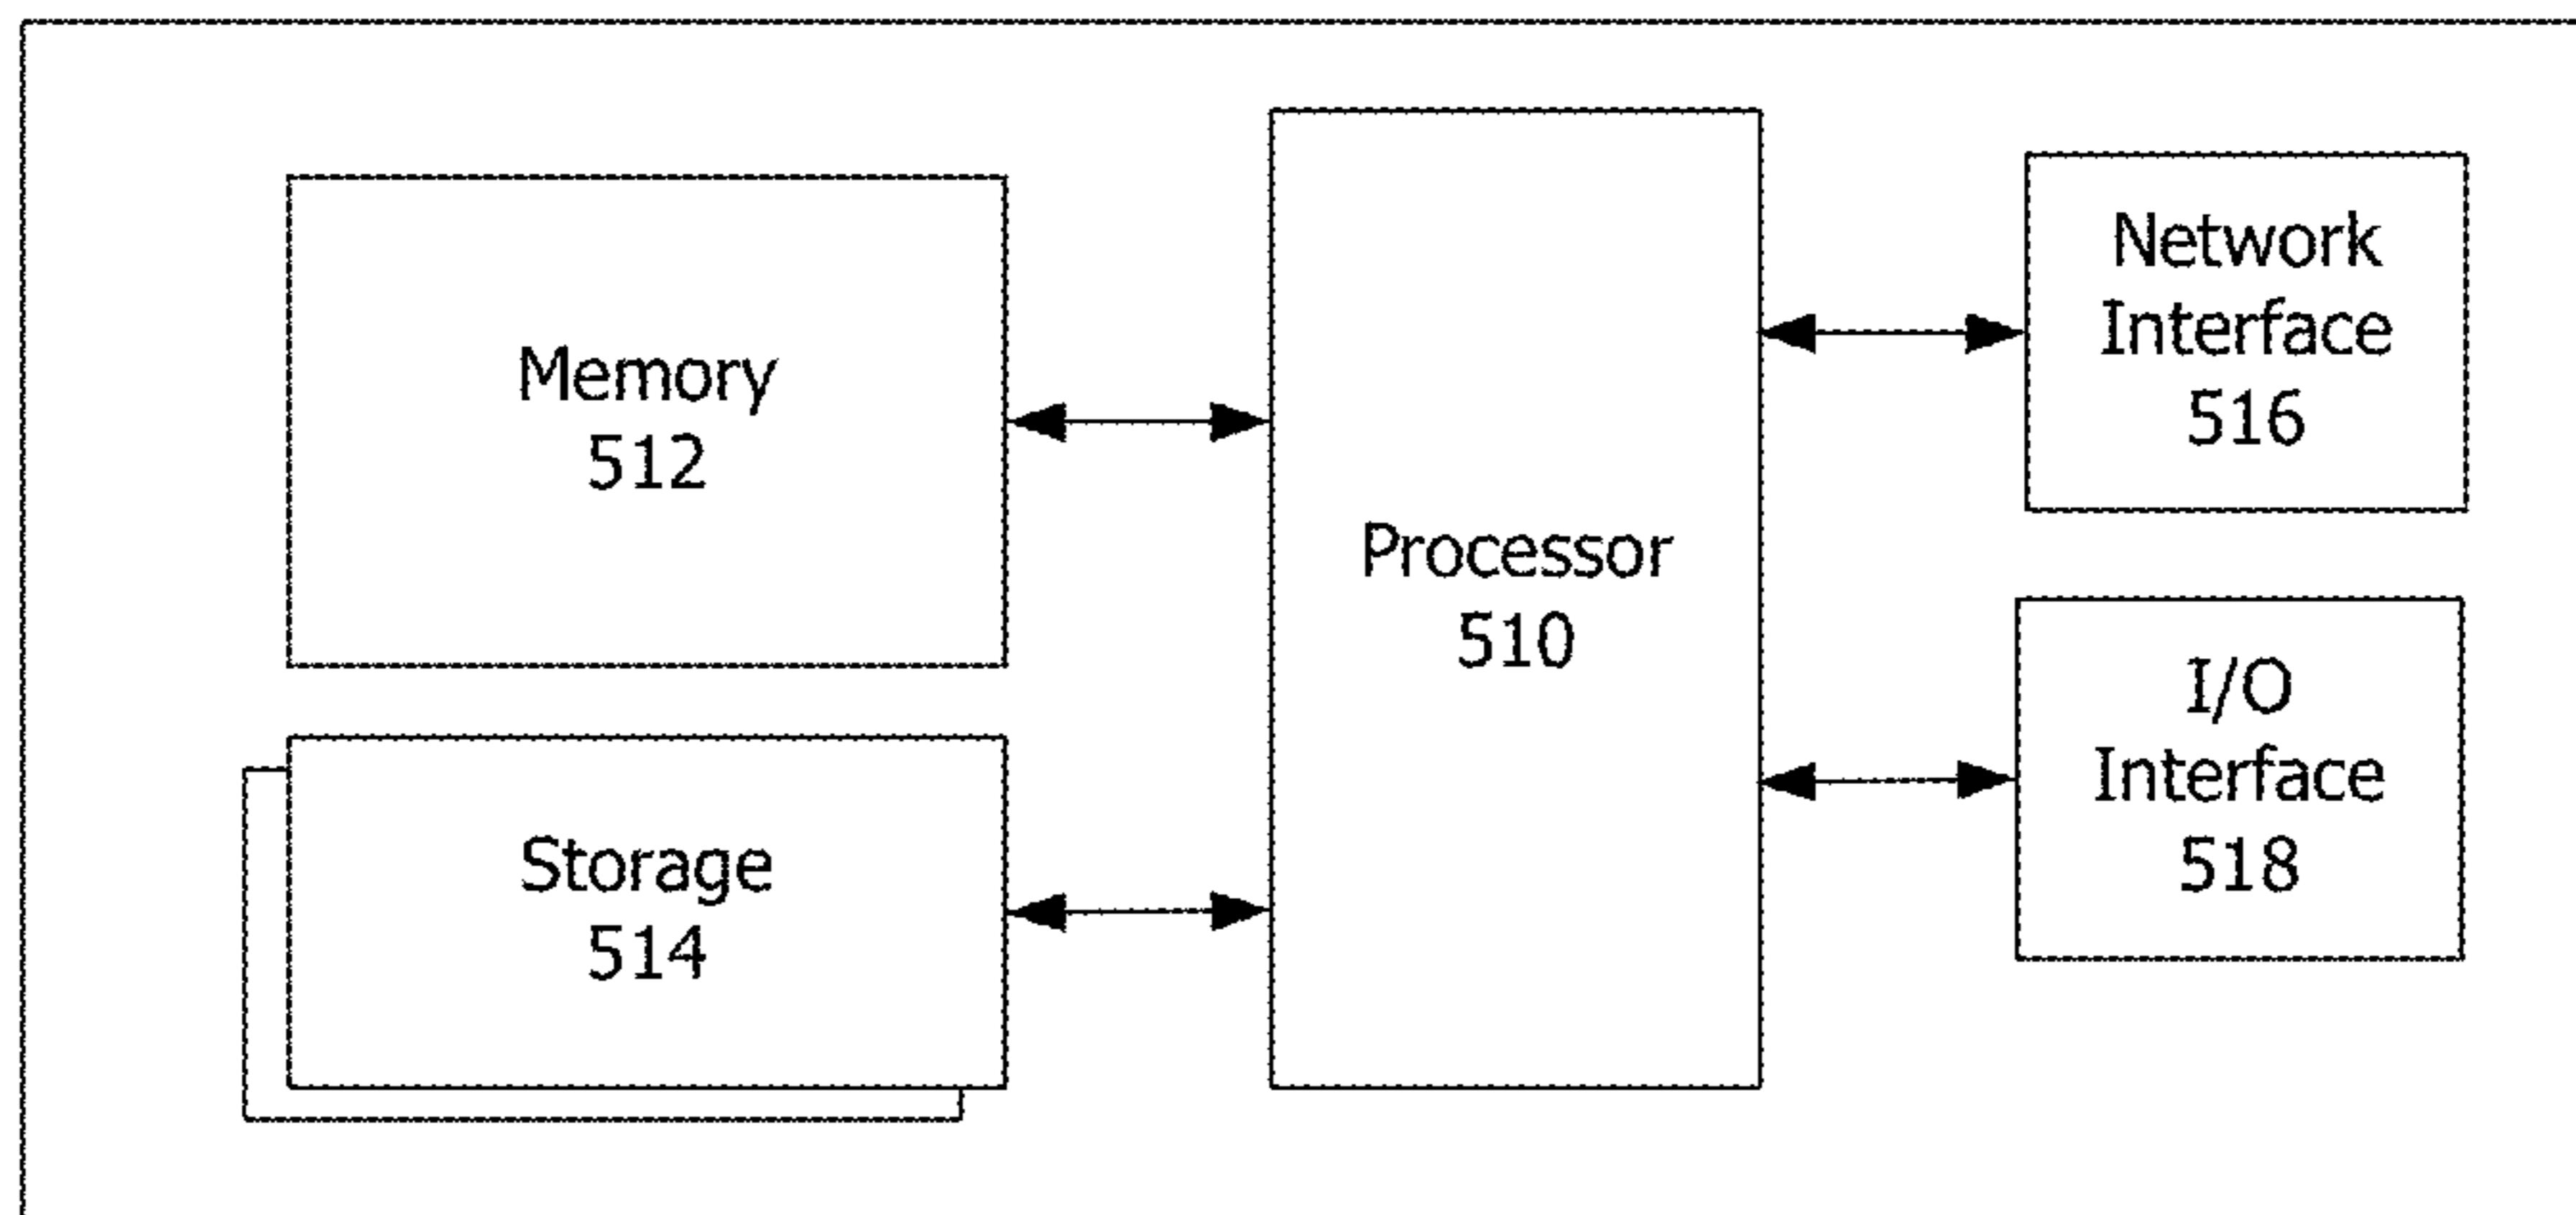 Memory
512
Storage
514
Processor
510
Network
Interface
516
I/O
Interface
518